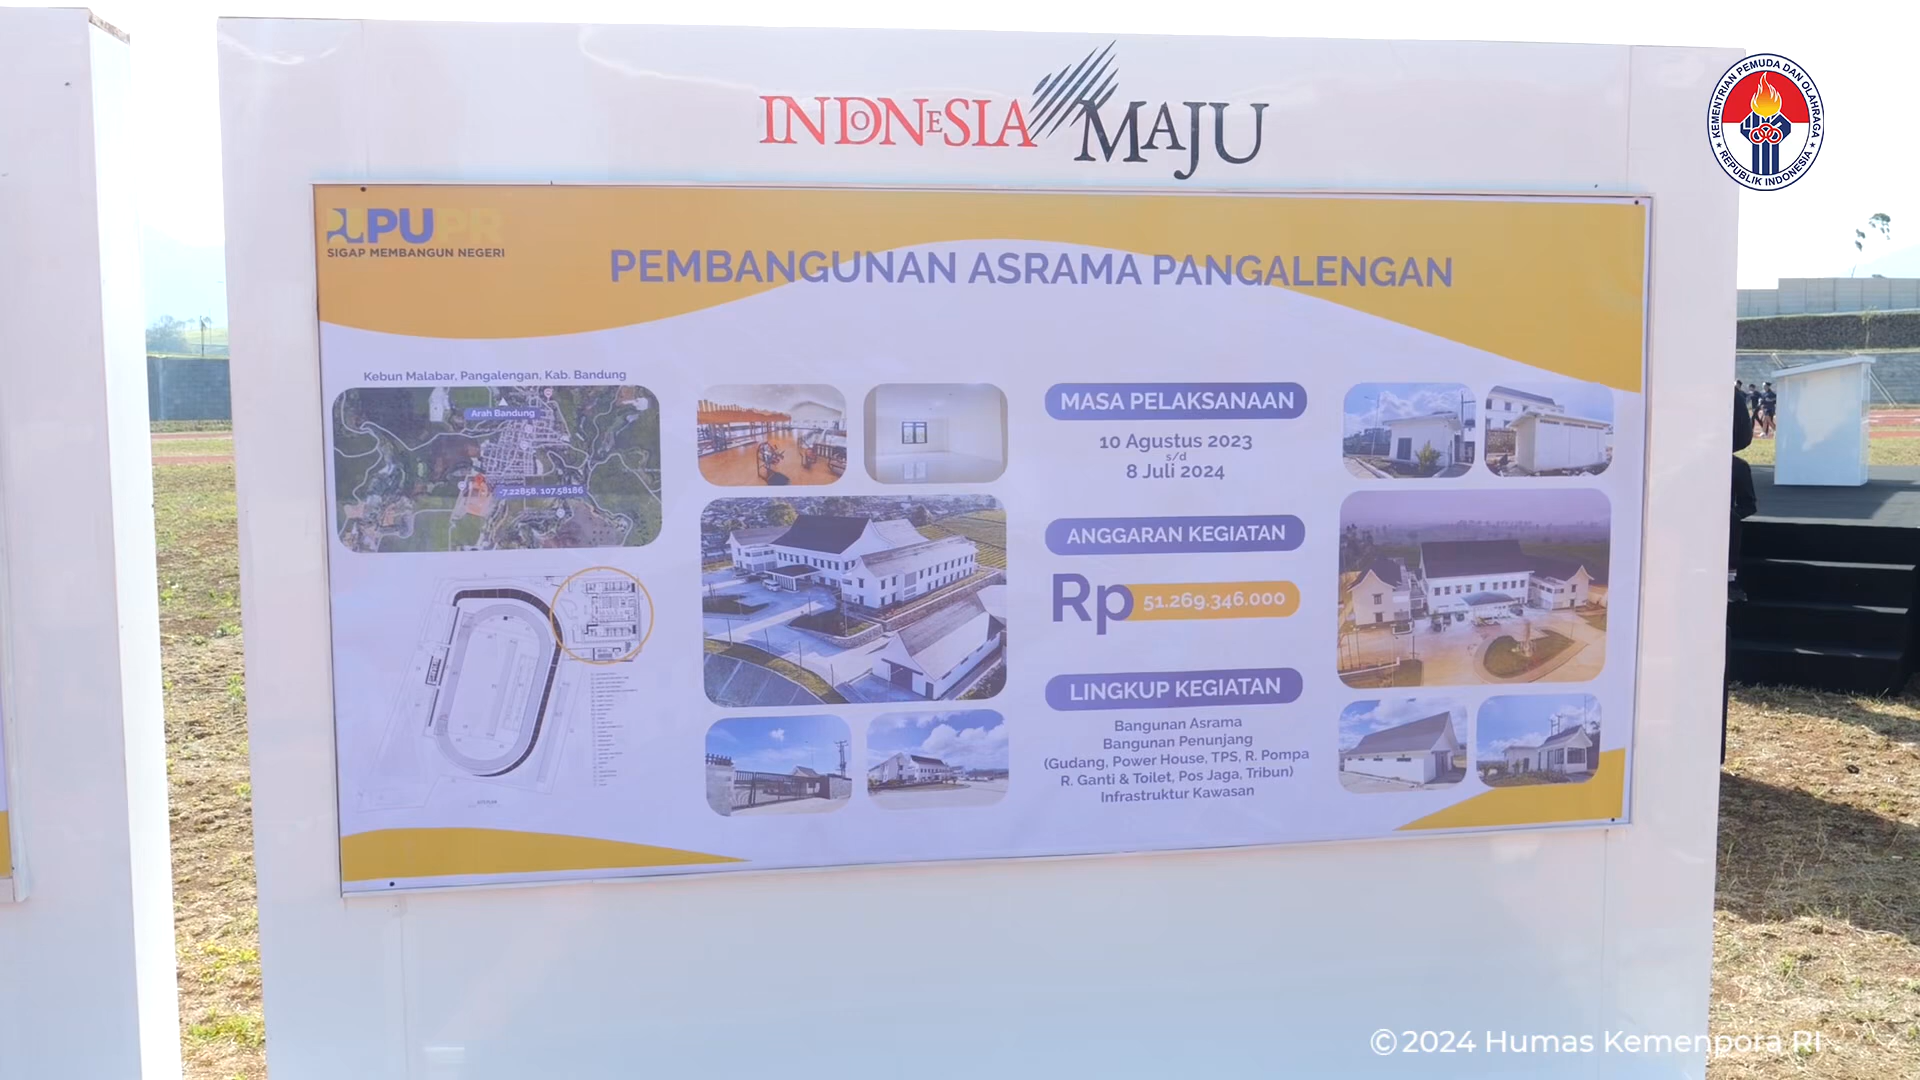 INDONESIA MAJU
KEMENTRIAN PEMUDA DAN OLAHRAGA
REPUBLIK INDONESIA
PUPR
SIGAP MEMBANGUN NEGERI
PEMBANGUNAN ASRAMA PANGALENGAN
Kebun Malabar, Pangalengan, Kab. Bandung
Arah Bandung
-7.22858, 107.58186
MASA PELAKSANAAN
10 Agustus 2023
s/d
8 Juli 2024
ANGGARAN KEGIATAN
Rp 51.269.346.000
LINGKUP KEGIATAN
Bangunan Asrama
Bangunan Penunjang
(Gudang, Power House, TPS, R. Pompa
R. Ganti & Toilet, Pos Jaga, Tribun)
Infrastruktur Kawasan
©2024 Humas Kemenpora RI